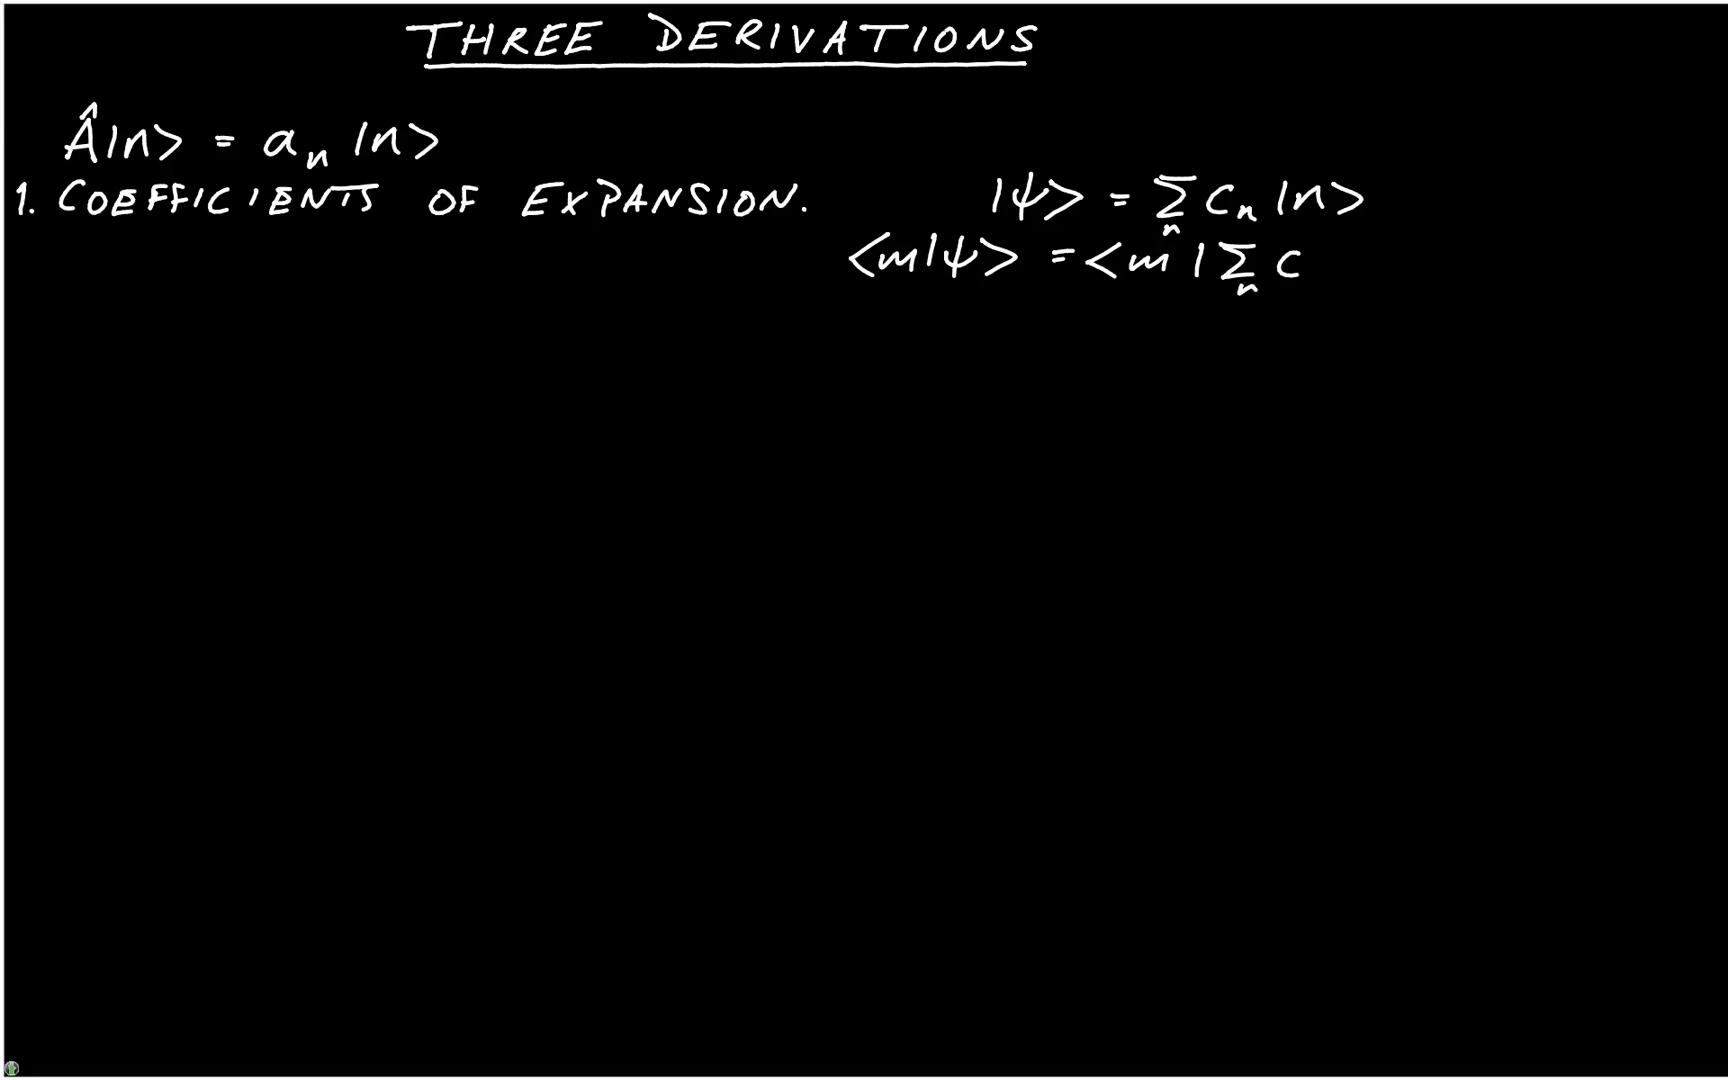 THREE DERIVATIONS
Â|n> = aₙ |n>
1. COEFFICIENTS OF EXPANSION. |ψ> = Σₙ cₙ |n>
<m|ψ> = <m | Σₙ c